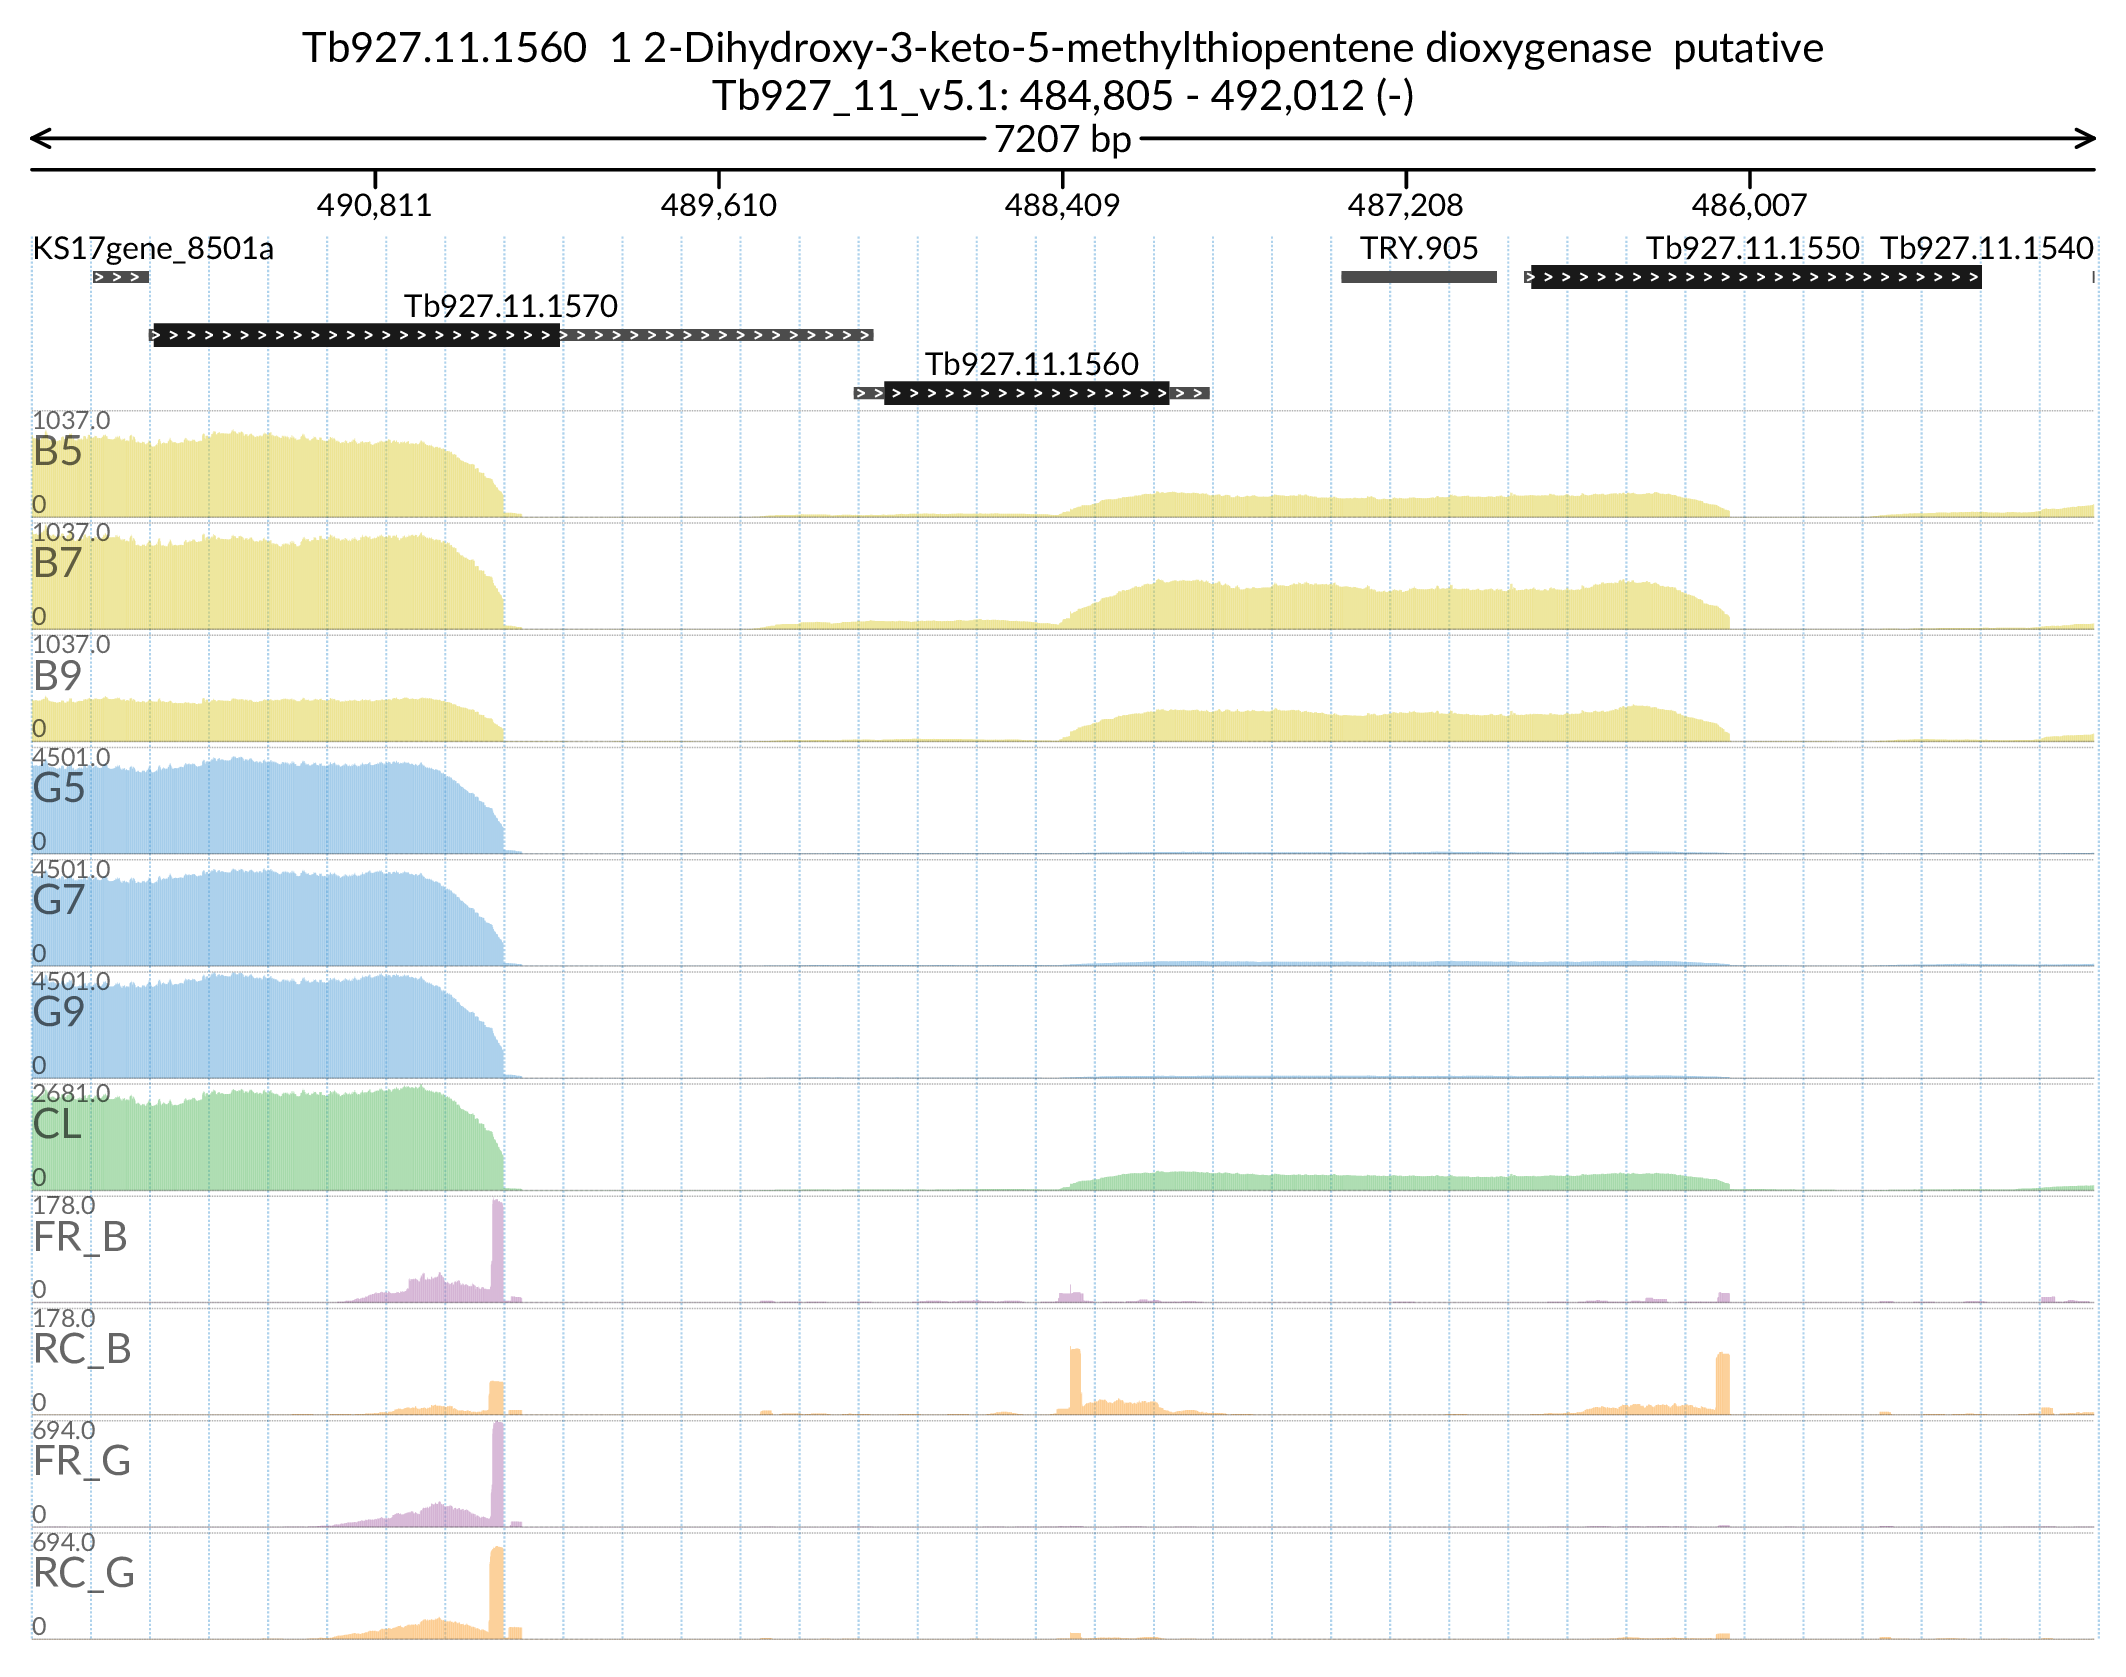 Tb927.11.1560  1 2-Dihydroxy-3-keto-5-methylthiopentene dioxygenase  putative
Tb927_11_v5.1: 484,805 - 492,012 (-)
7207 bp
490,811 489,610 488,409 487,208 486,007
KS17gene_8501a TRY.905 Tb927.11.1550 Tb927.11.1540
Tb927.11.1570
Tb927.11.1560
1037.0
B5
0
1037.0
B7
0
1037.0
B9
0
4501.0
G5
0
4501.0
G7
0
4501.0
G9
0
2681.0
CL
0
178.0
FR_B
0
178.0
RC_B
0
694.0
FR_G
0
694.0
RC_G
0